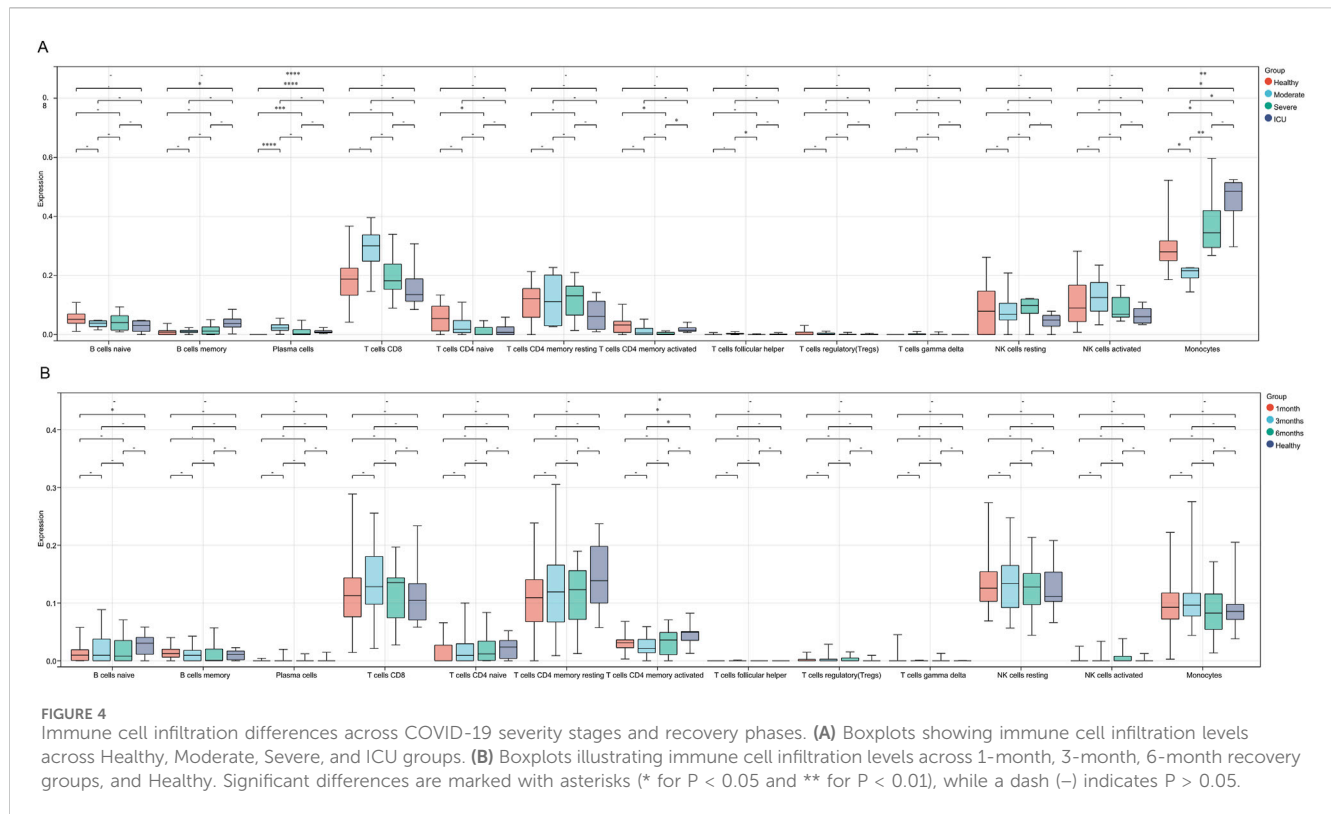 A
Group
Healthy
Moderate
Severe
ICU
**** ** 
* **** *
0.8
* * *
*** * *
* **
**** *
0.6
0.4
0.2
0.0
Expression
B cells naive B cells memory Plasma cells T cells CD8 T cells CD4 naive T cells CD4 memory resting T cells CD4 memory activated T cells follicular helper T cells regulatory(Tregs) T cells gamma delta NK cells resting NK cells activated Monocytes
B
Group
1month
3months
6months
Healthy
*
* *
*
0.4
0.3
0.2
0.1
0.0
Expression
B cells naive B cells memory Plasma cells T cells CD8 T cells CD4 naive T cells CD4 memory resting T cells CD4 memory activated T cells follicular helper T cells regulatory(Tregs) T cells gamma delta NK cells resting NK cells activated Monocytes
FIGURE 4
Immune cell infiltration differences across COVID-19 severity stages and recovery phases. (A) Boxplots showing immune cell infiltration levels
across Healthy, Moderate, Severe, and ICU groups. (B) Boxplots illustrating immune cell infiltration levels across 1-month, 3-month, 6-month recovery
groups, and Healthy. Significant differences are marked with asterisks (* for P < 0.05 and ** for P < 0.01), while a dash (–) indicates P > 0.05.